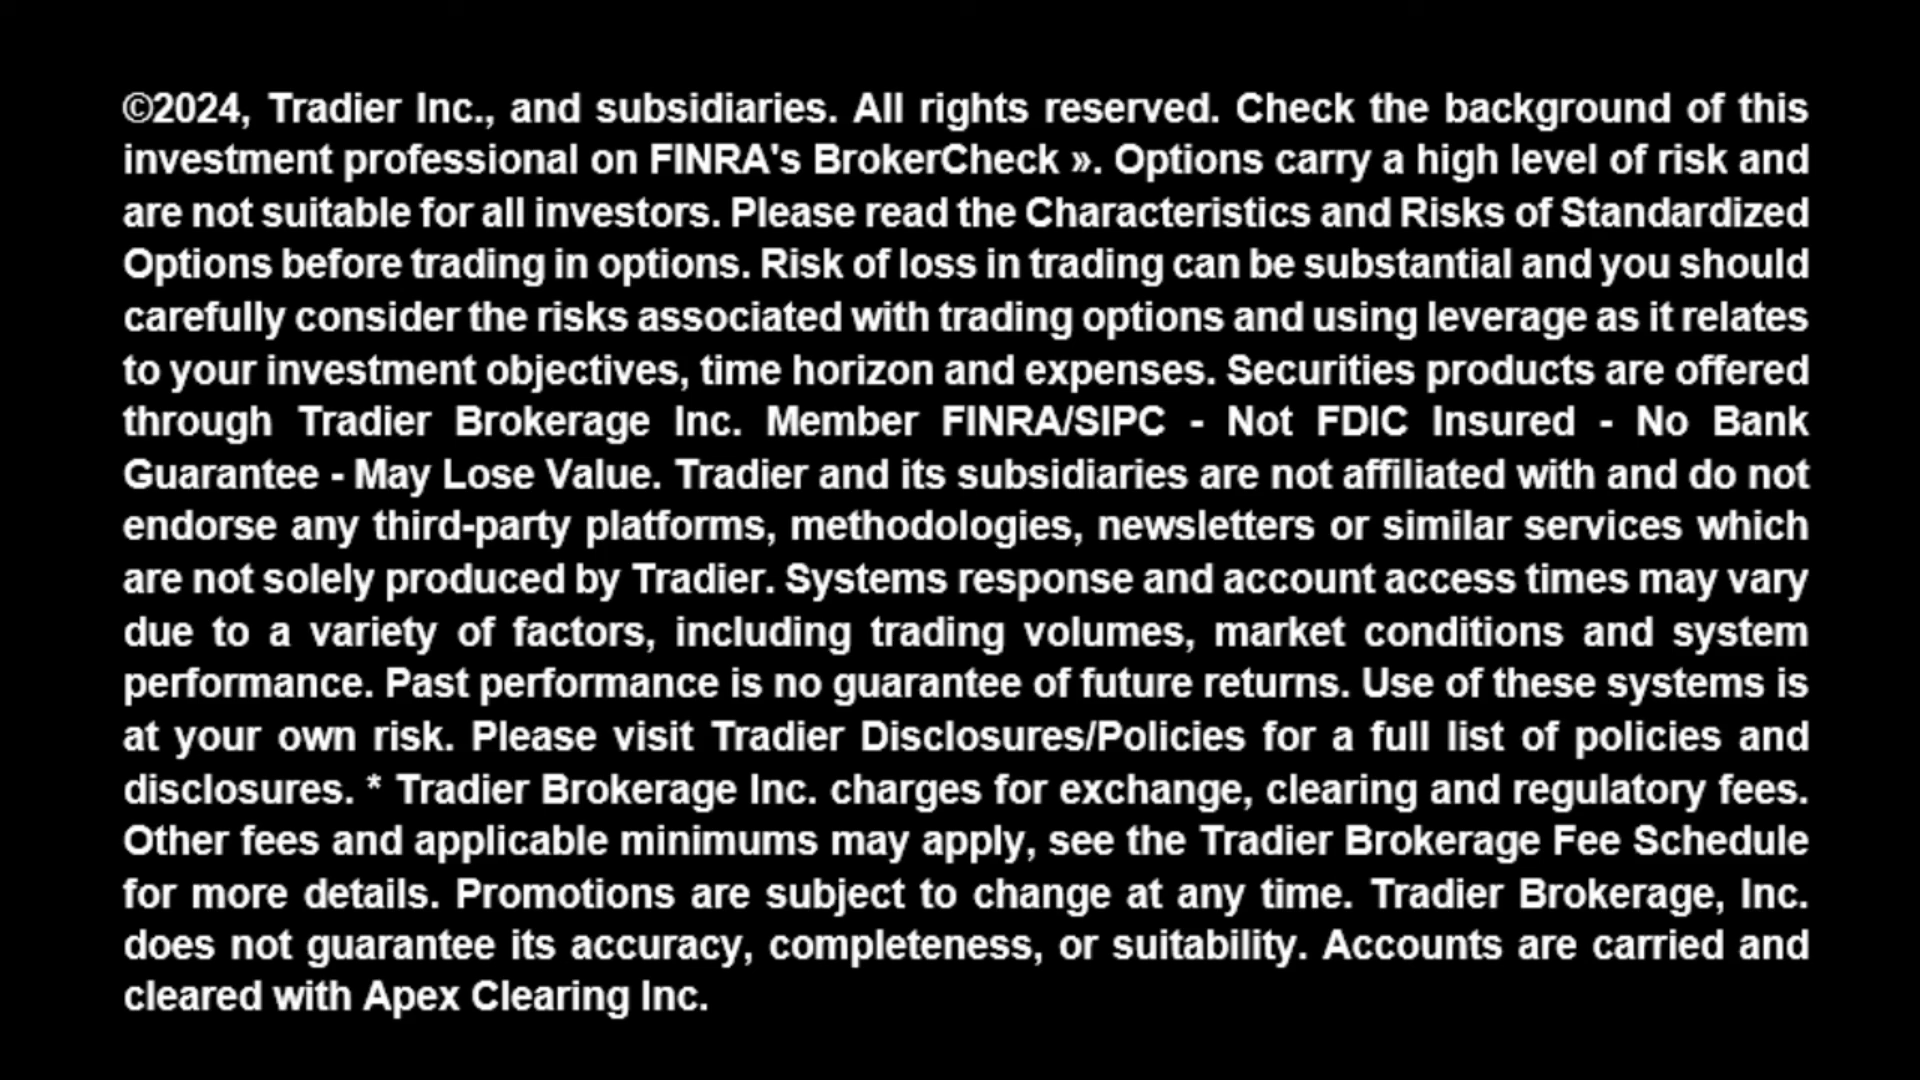 ©2024, Tradier Inc., and subsidiaries. All rights reserved. Check the background of this
investment professional on FINRA's BrokerCheck ». Options carry a high level of risk and
are not suitable for all investors. Please read the Characteristics and Risks of Standardized
Options before trading in options. Risk of loss in trading can be substantial and you should
carefully consider the risks associated with trading options and using leverage as it relates
to your investment objectives, time horizon and expenses. Securities products are offered
through Tradier Brokerage Inc. Member FINRA/SIPC - Not FDIC Insured - No Bank
Guarantee - May Lose Value. Tradier and its subsidiaries are not affiliated with and do not
endorse any third-party platforms, methodologies, newsletters or similar services which
are not solely produced by Tradier. Systems response and account access times may vary
due to a variety of factors, including trading volumes, market conditions and system
performance. Past performance is no guarantee of future returns. Use of these systems is
at your own risk. Please visit Tradier Disclosures/Policies for a full list of policies and
disclosures. * Tradier Brokerage Inc. charges for exchange, clearing and regulatory fees.
Other fees and applicable minimums may apply, see the Tradier Brokerage Fee Schedule
for more details. Promotions are subject to change at any time. Tradier Brokerage, Inc.
does not guarantee its accuracy, completeness, or suitability. Accounts are carried and
cleared with Apex Clearing Inc.